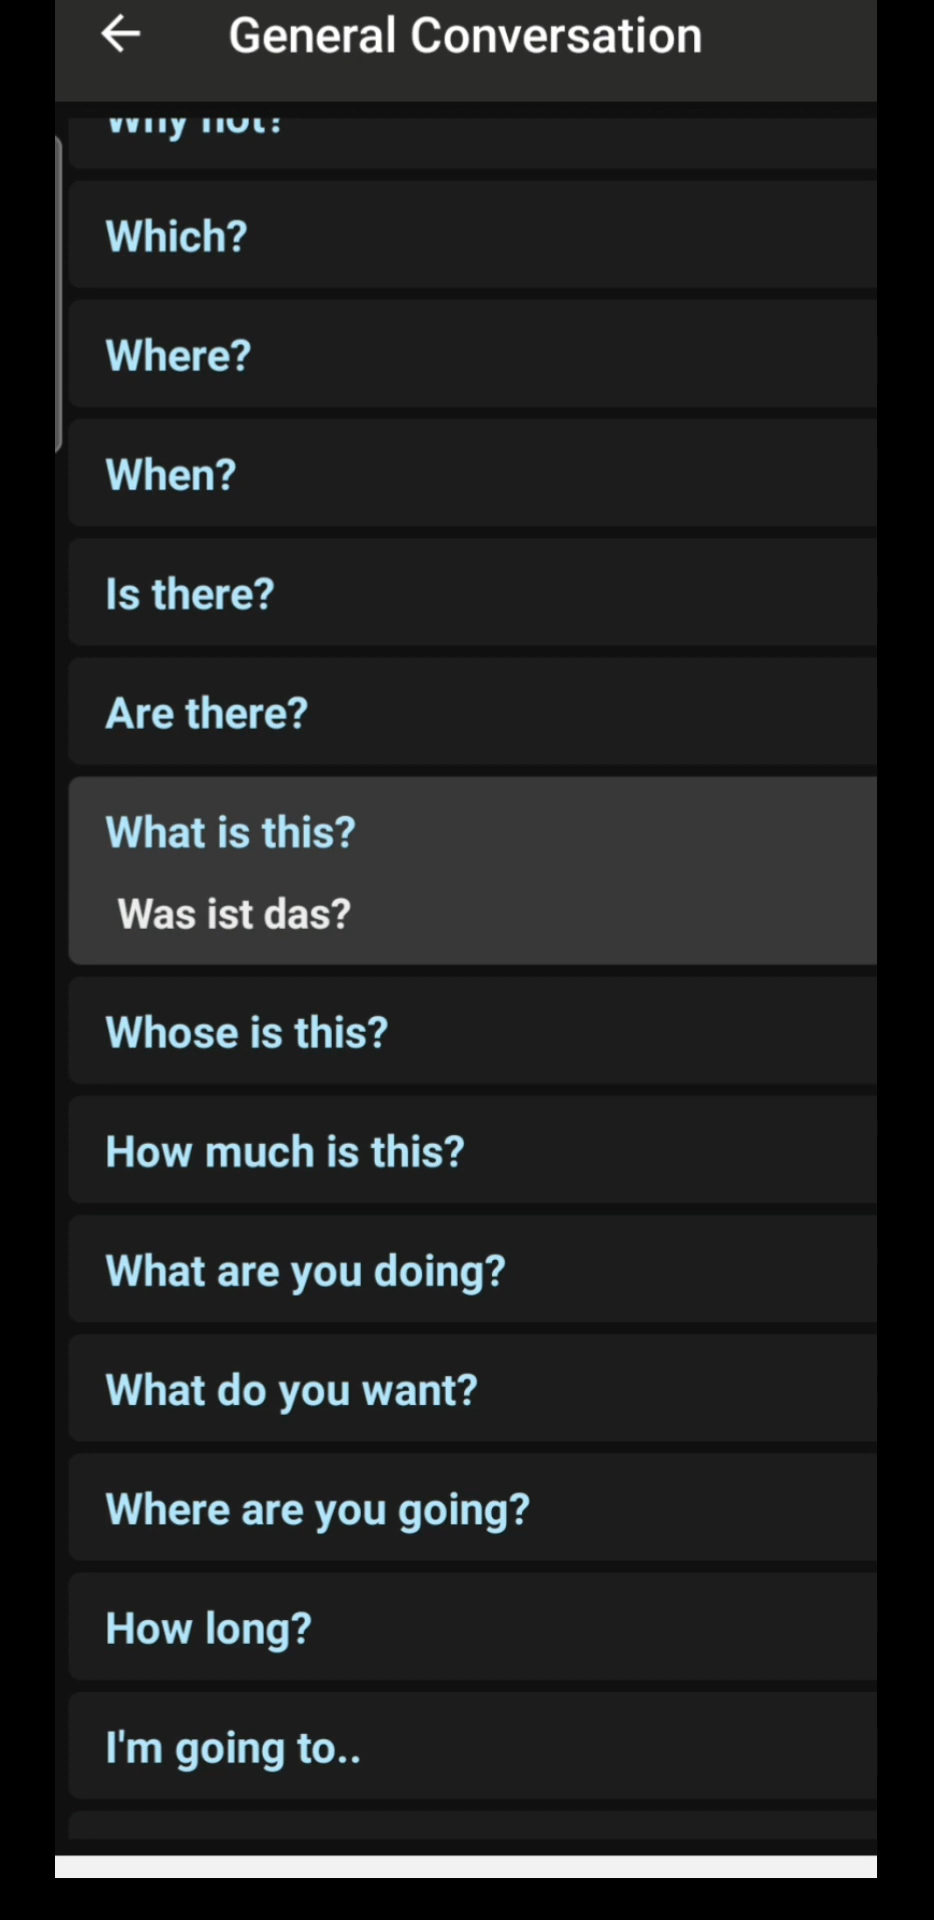 General Conversation
Why not?
Which?
Where?
When?
Is there?
Are there?
What is this?
Was ist das?
Whose is this?
How much is this?
What are you doing?
What do you want?
Where are you going?
How long?
I'm going to..